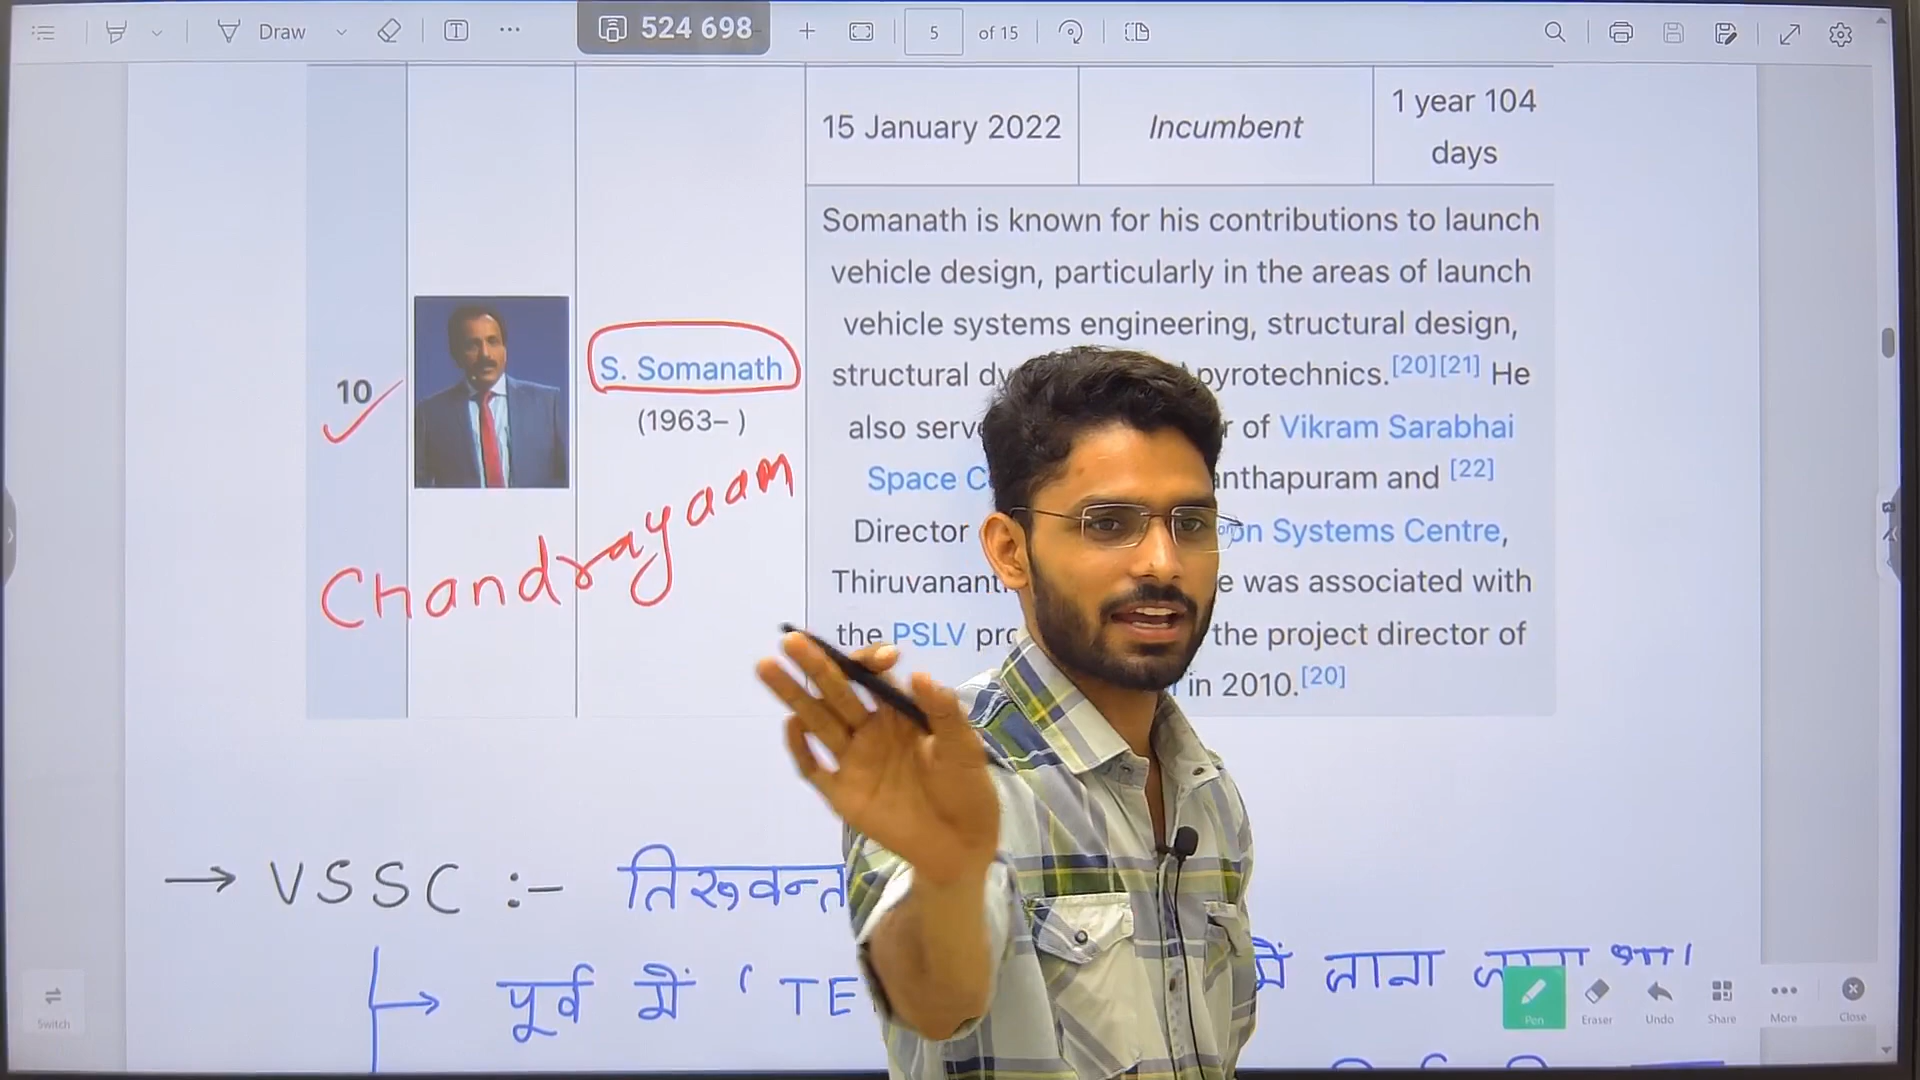 Draw
524 698
5 of 15
15 January 2022
Incumbent
1 year 104
days
Somanath is known for his contributions to launch
vehicle design, particularly in the areas of launch
vehicle systems engineering, structural design,
structural pyrotechnics.[20][21] He
also of Vikram Sarabhai
Space and [22]
Director Systems Centre,
was associated with
the PSLV the project director of
in 2010.[20]
10
S. Somanath
(1963– )
Chandrayaam
→ VSSC :-
→ पूर्व में ' में जाना
Switch
Pen
Eraser
Undo
Share
More
Close